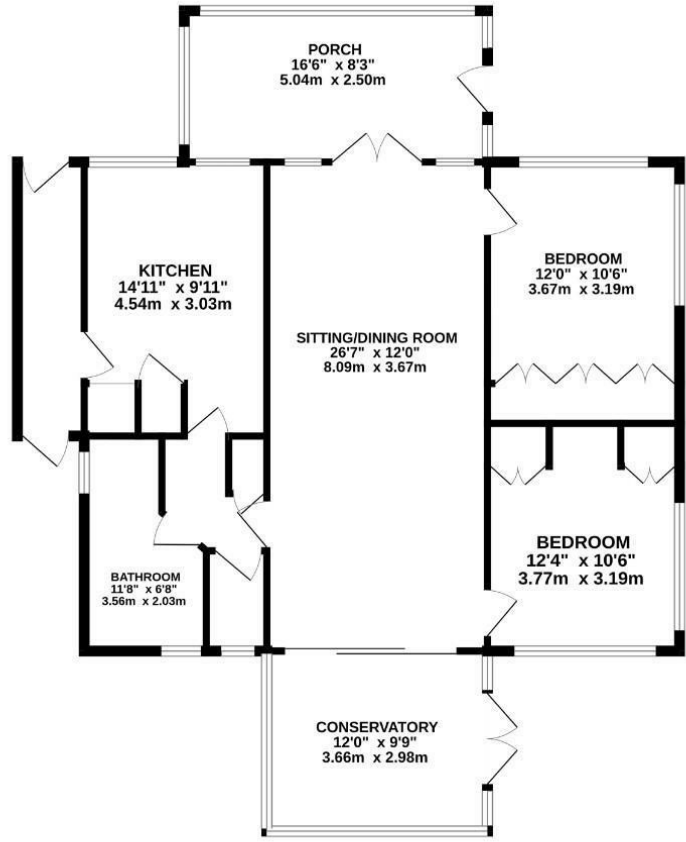 PORCH
16'6" x 8'3"
5.04m x 2.50m
KITCHEN
14'11" x 9'11"
4.54m x 3.03m
SITTING/DINING ROOM
26'7" x 12'0"
8.09m x 3.67m
BEDROOM
12'0" x 10'6"
3.67m x 3.19m
BEDROOM
12'4" x 10'6"
3.77m x 3.19m
BATHROOM
11'8" x 6'8"
3.56m x 2.03m
CONSERVATORY
12'0" x 9'9"
3.66m x 2.98m